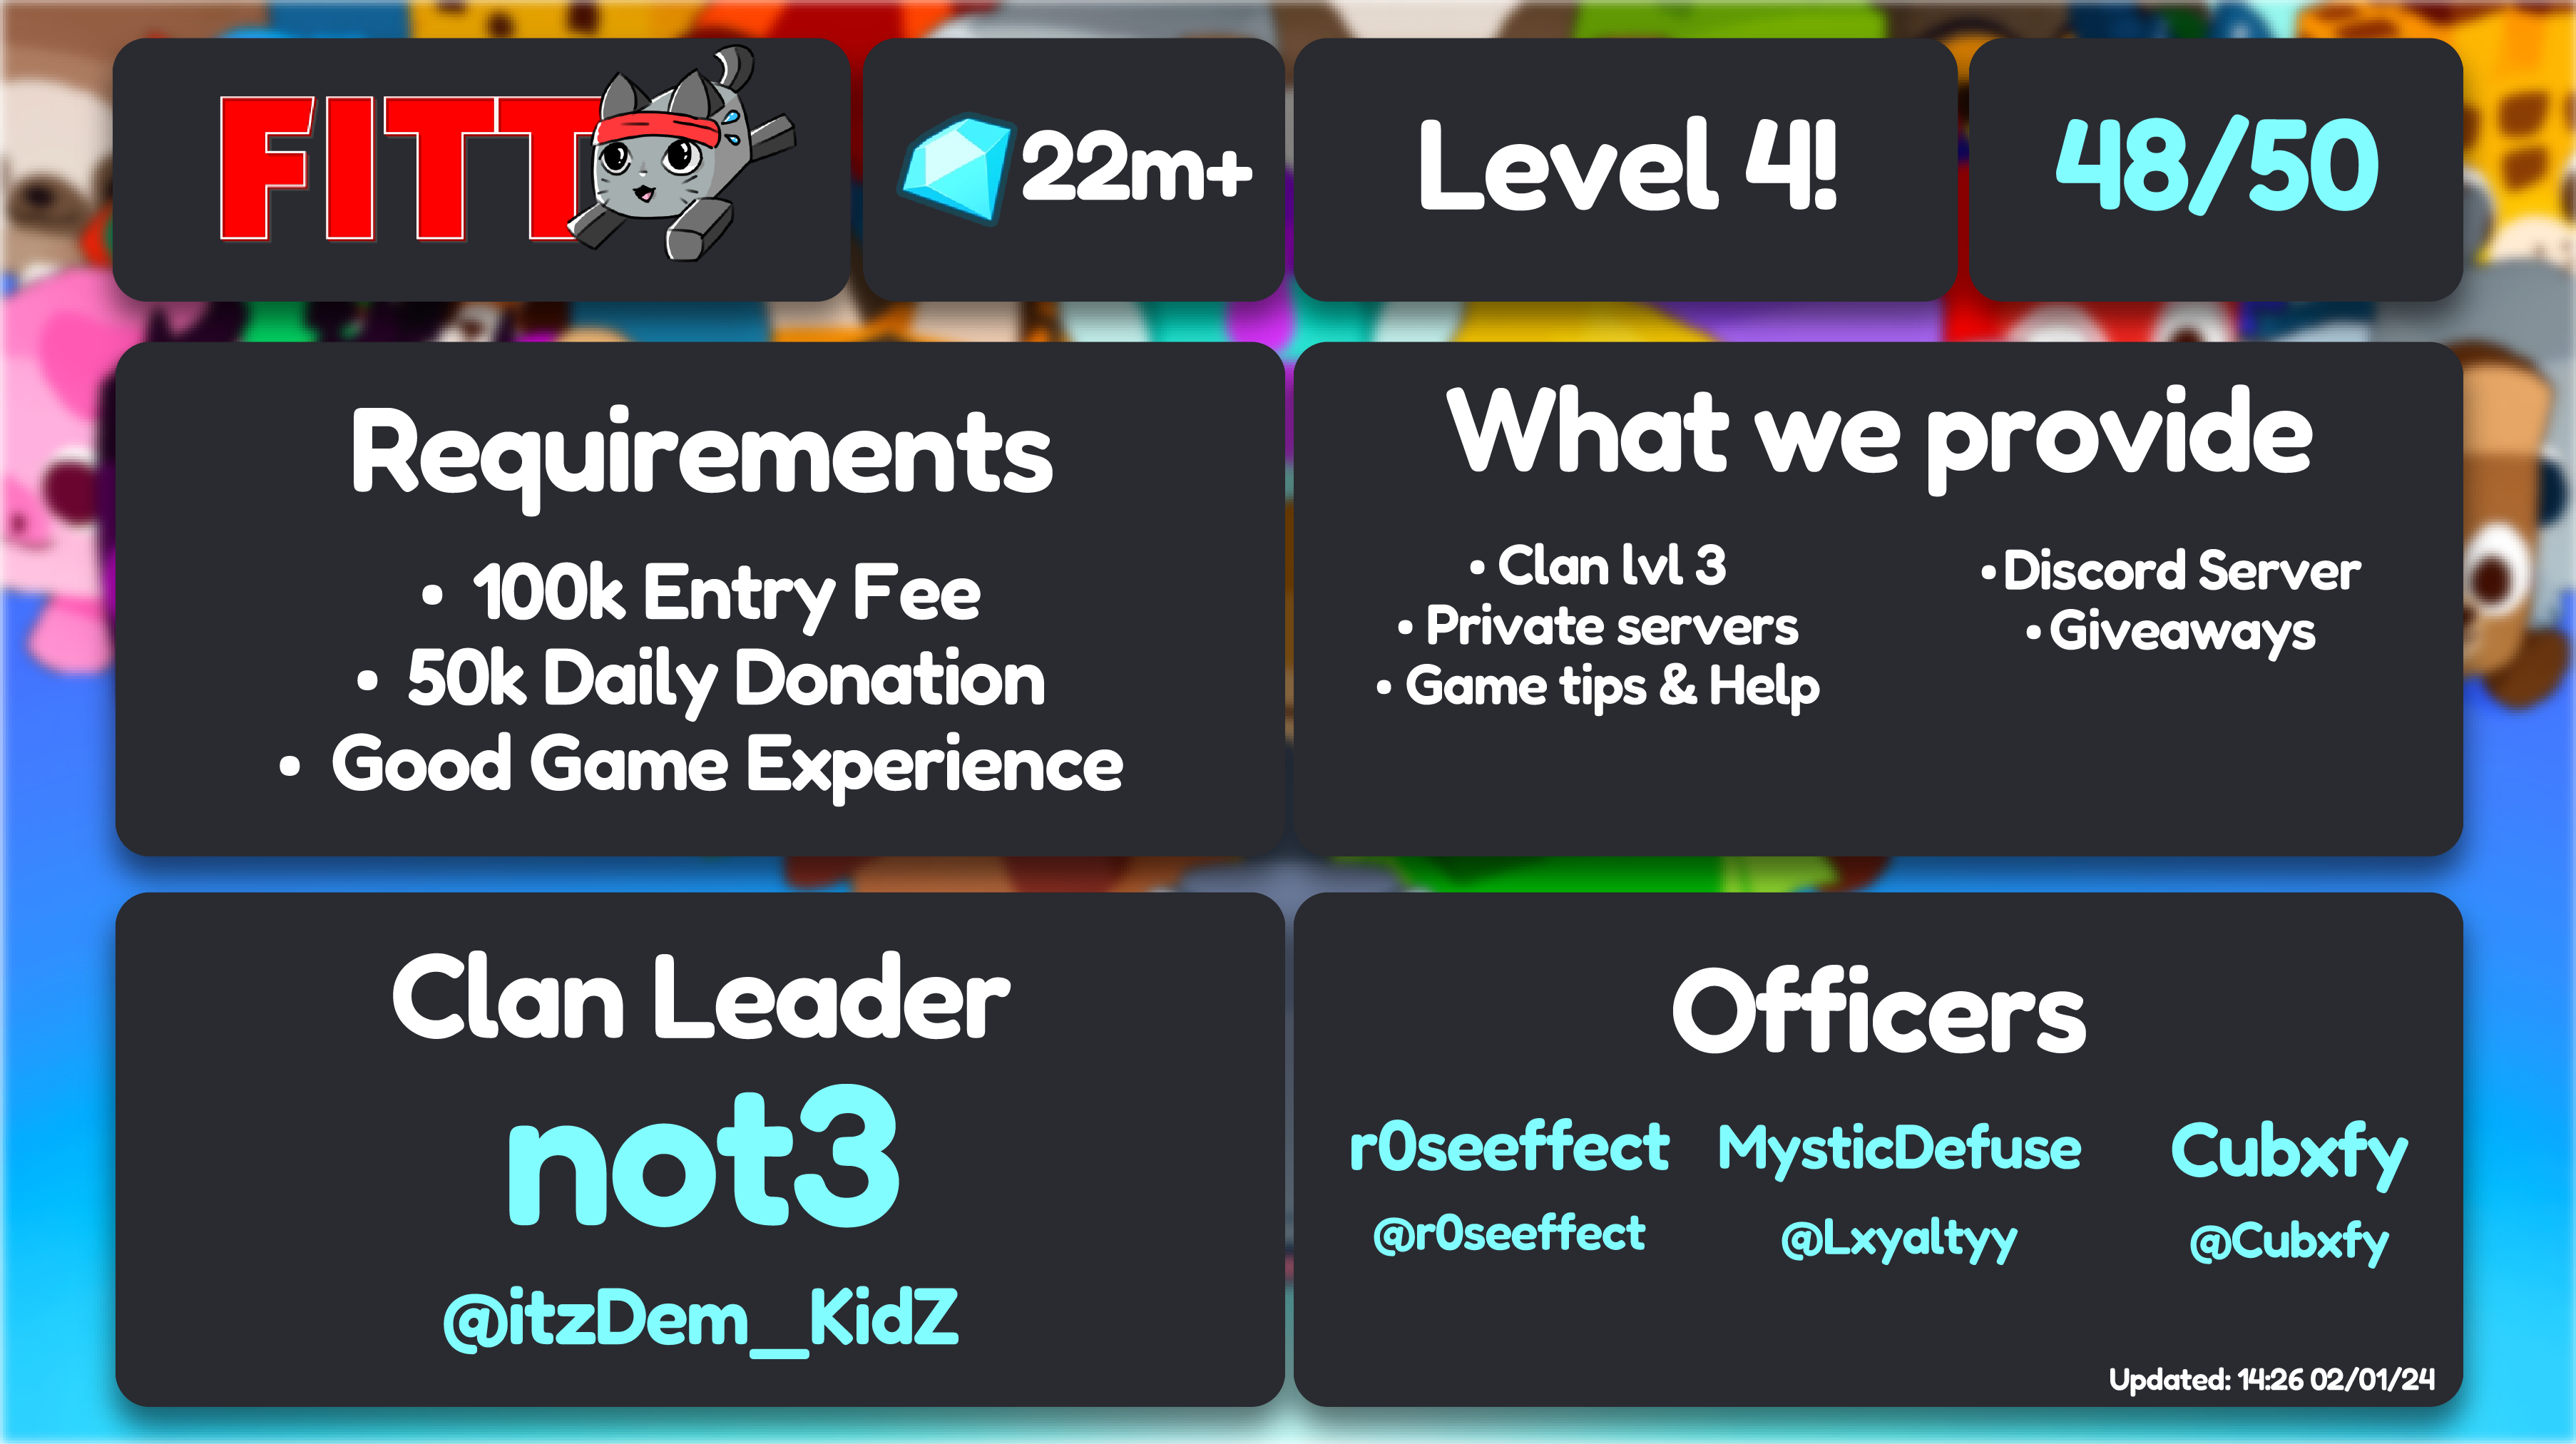 FITT
22m+
Level 4!
48/50
Requirements
• 100k Entry Fee
• 50k Daily Donation
• Good Game Experience
What we provide
• Clan lvl 3
• Private servers
• Game tips & Help
• Discord Server
• Giveaways
Clan Leader
not3
@itzDem__KidZ
Officers
r0seeffect
@r0seeffect
MysticDefuse
@Lxyaltyy
Cubxfy
@Cubxfy
Updated: 14:26 02/01/24